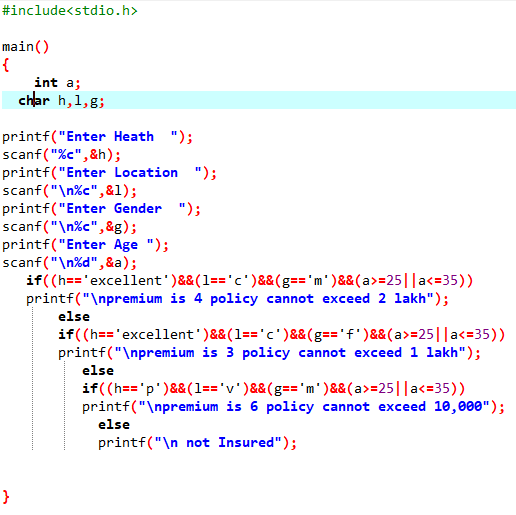 #include<stdio.h>
main()
{
int a;
char h,l,g;
printf("Enter Heath  ");
scanf("%c",&h);
printf("Enter Location  ");
scanf("\n%c",&l);
printf("Enter Gender  ");
scanf("\n%c",&g);
printf("Enter Age ");
scanf("\n%d",&a);
if((h=='excellent')&&(l=='c')&&(g=='m')&&(a>=25||a<=35))
printf("\npremium is 4 policy cannot exceed 2 lakh");
else
if((h=='excellent')&&(l=='c')&&(g=='f')&&(a>=25||a<=35))
printf("\npremium is 3 policy cannot exceed 1 lakh");
else
if((h=='p')&&(l=='v')&&(g=='m')&&(a>=25||a<=35))
printf("\npremium is 6 policy cannot exceed 10,000");
else
printf("\n not Insured");
}